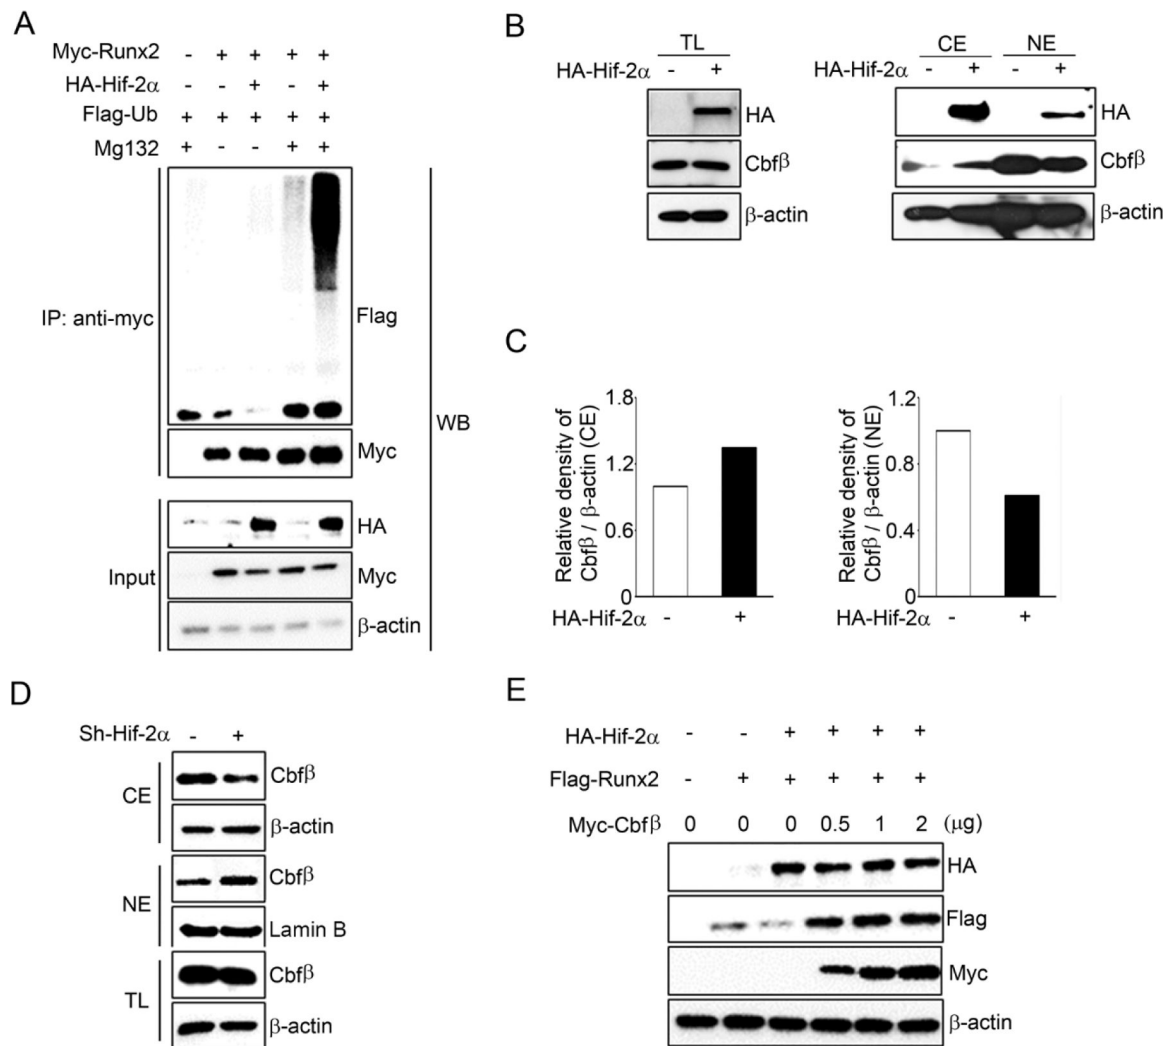 A
Myc-Runx2 - + + + +
HA-Hif-2α - - + - +
Flag-Ub + + + + +
Mg132 + - - + +
IP: anti-myc
Flag
Myc
WB
Input
HA
Myc
β-actin
B
TL
HA-Hif-2α - +
HA
Cbfβ
β-actin
CE NE
HA-Hif-2α - + - +
HA
Cbfβ
β-actin
C
Relative density of
Cbfβ / β-actin (CE)
1.8
1.2
0.6
0
HA-Hif-2α - +
Relative density of
Cbfβ / β-actin (NE)
1.2
0.8
0.4
0
HA-Hif-2α - +
D
Sh-Hif-2α - +
CE
Cbfβ
β-actin
NE
Cbfβ
Lamin B
TL
Cbfβ
β-actin
E
HA-Hif-2α - - + + + +
Flag-Runx2 - + + + + +
Myc-Cbfβ 0 0 0 0.5 1 2 (μg)
HA
Flag
Myc
β-actin